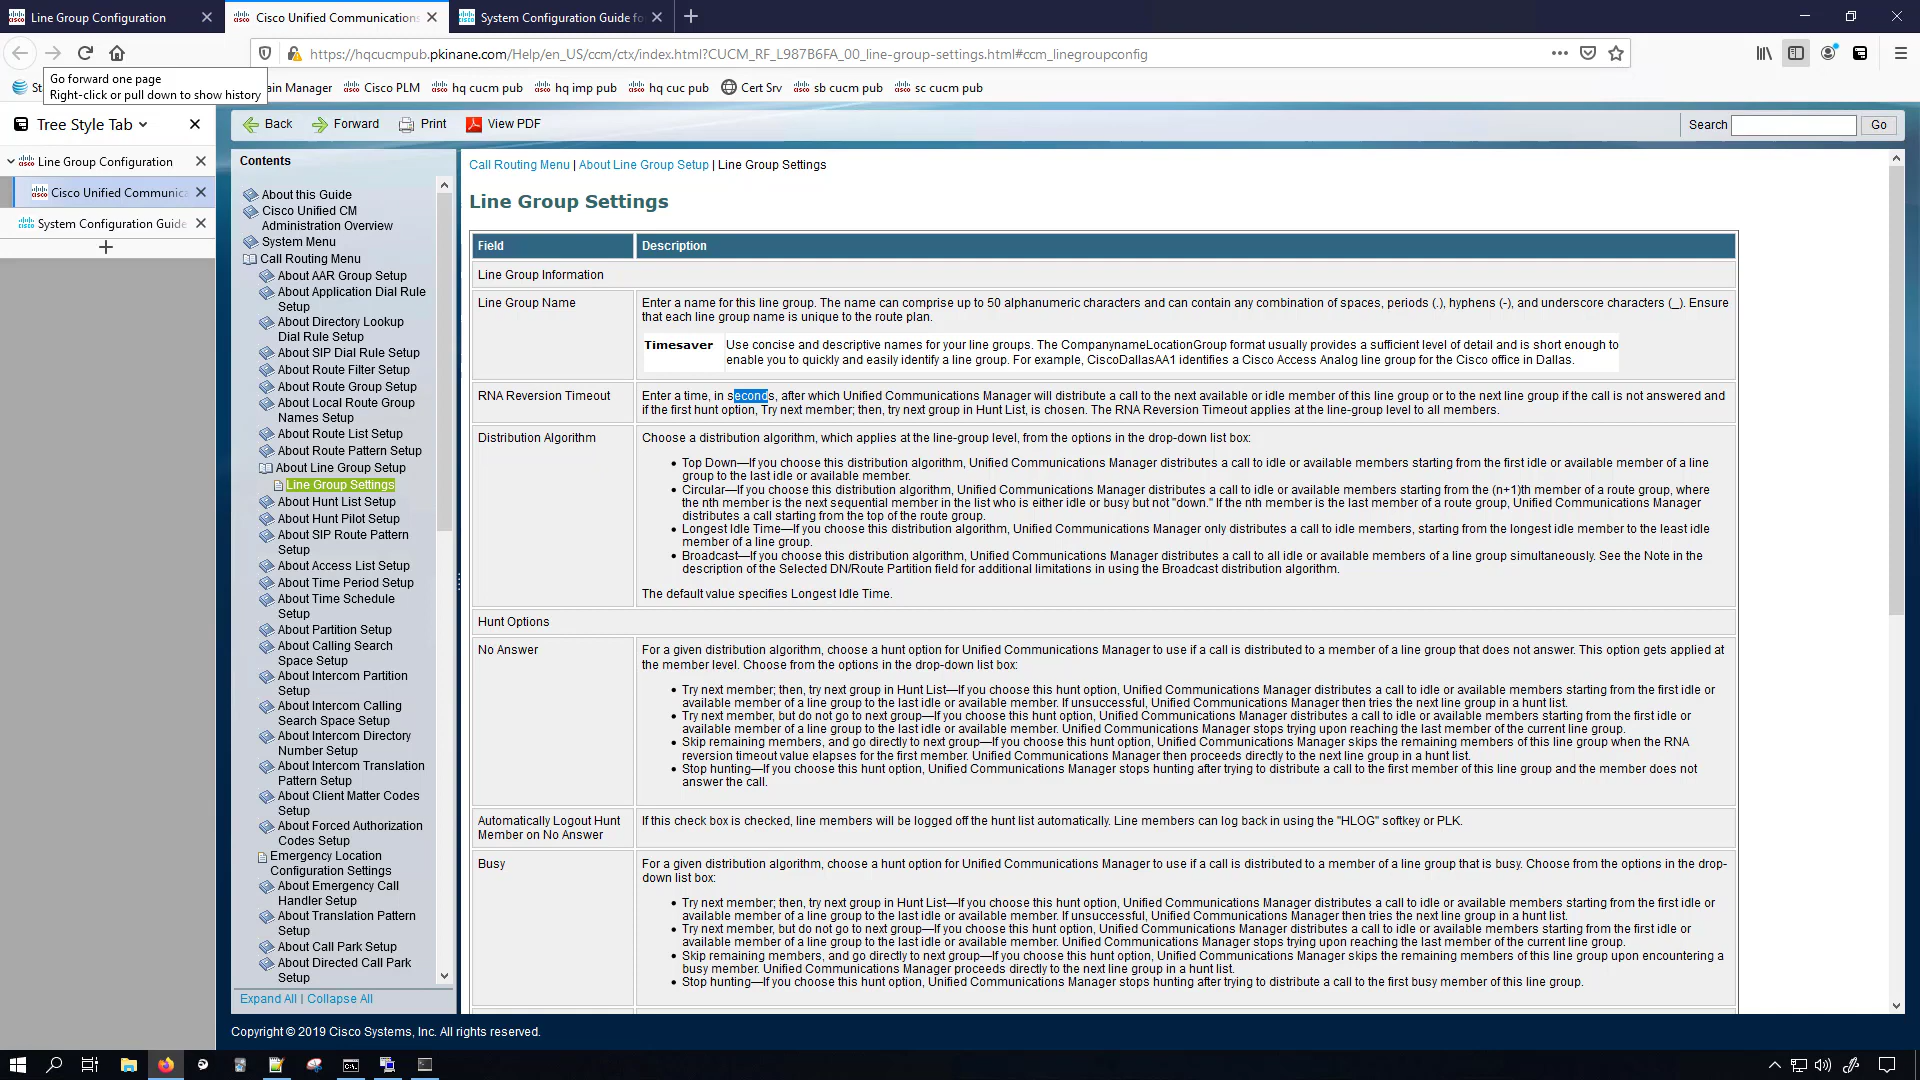 Line Group Configuration
Cisco Unified Communications
System Configuration Guide fo
https://hqcucmpub.pkinane.com/Help/en_US/ccm/ctx/index.html?CUCM_RF_L987B6FA_00_line-group-settings.html#ccm_linegroupconfig
Go forward one page
Right-click or pull down to show history
St
ain Manager
Cisco PLM
hq cucm pub
hq imp pub
hq cuc pub
Cert Srv
sb cucm pub
sc cucm pub
Tree Style Tab
Line Group Configuration
Cisco Unified Communica
System Configuration Guide
Back
Forward
Print
View PDF
Search
Go
Contents
About this Guide
Cisco Unified CM
Administration Overview
System Menu
Call Routing Menu
About AAR Group Setup
About Application Dial Rule
Setup
About Directory Lookup
Dial Rule Setup
About SIP Dial Rule Setup
About Route Filter Setup
About Route Group Setup
About Local Route Group
Names Setup
About Route List Setup
About Route Pattern Setup
About Line Group Setup
Line Group Settings
About Hunt List Setup
About Hunt Pilot Setup
About SIP Route Pattern
Setup
About Access List Setup
About Time Period Setup
About Time Schedule
Setup
About Partition Setup
About Calling Search
Space Setup
About Intercom Partition
Setup
About Intercom Calling
Search Space Setup
About Intercom Directory
Number Setup
About Intercom Translation
Pattern Setup
About Client Matter Codes
Setup
About Forced Authorization
Codes Setup
Emergency Location
Configuration Settings
About Emergency Call
Handler Setup
About Translation Pattern
Setup
About Call Park Setup
About Directed Call Park
Setup
Expand All | Collapse All
Call Routing Menu | About Line Group Setup | Line Group Settings
Line Group Settings
Field
Description
Line Group Information
Line Group Name
Enter a name for this line group. The name can comprise up to 50 alphanumeric characters and can contain any combination of spaces, periods (.), hyphens (-), and underscore characters (_). Ensure
that each line group name is unique to the route plan.
Timesaver
Use concise and descriptive names for your line groups. The CompanynameLocationGroup format usually provides a sufficient level of detail and is short enough to
enable you to quickly and easily identify a line group. For example, CiscoDallasAA1 identifies a Cisco Access Analog line group for the Cisco office in Dallas.
RNA Reversion Timeout
Enter a time, in seconds, after which Unified Communications Manager will distribute a call to the next available or idle member of this line group or to the next line group if the call is not answered and
if the first hunt option, Try next member; then, try next group in Hunt List, is chosen. The RNA Reversion Timeout applies at the line-group level to all members.
Distribution Algorithm
Choose a distribution algorithm, which applies at the line-group level, from the options in the drop-down list box:
• Top Down—If you choose this distribution algorithm, Unified Communications Manager distributes a call to idle or available members starting from the first idle or available member of a line
group to the last idle or available member.
• Circular—If you choose this distribution algorithm, Unified Communications Manager distributes a call to idle or available members starting from the (n+1)th member of a route group, where
the nth member is the next sequential member in the list who is either idle or busy but not "down." If the nth member is the last member of a route group, Unified Communications Manager
distributes a call starting from the top of the route group.
• Longest Idle Time—If you choose this distribution algorithm, Unified Communications Manager only distributes a call to idle members, starting from the longest idle member to the least idle
member of a line group.
• Broadcast—If you choose this distribution algorithm, Unified Communications Manager distributes a call to all idle or available members of a line group simultaneously. See the Note in the
description of the Selected DN/Route Partition field for additional limitations in using the Broadcast distribution algorithm.
The default value specifies Longest Idle Time.
Hunt Options
No Answer
For a given distribution algorithm, choose a hunt option for Unified Communications Manager to use if a call is distributed to a member of a line group that does not answer. This option gets applied at
the member level. Choose from the options in the drop-down list box:
• Try next member; then, try next group in Hunt List—If you choose this hunt option, Unified Communications Manager distributes a call to idle or available members starting from the first idle or
available member of a line group to the last idle or available member. If unsuccessful, Unified Communications Manager then tries the next line group in a hunt list.
• Try next member, but do not go to next group—If you choose this hunt option, Unified Communications Manager distributes a call to idle or available members starting from the first idle or
available member of a line group to the last idle or available member. Unified Communications Manager stops trying upon reaching the last member of the current line group.
• Skip remaining members, and go directly to next group—If you choose this hunt option, Unified Communications Manager skips the remaining members of this line group when the RNA
reversion timeout value elapses for the first member. Unified Communications Manager then proceeds directly to the next line group in a hunt list.
• Stop hunting—If you choose this hunt option, Unified Communications Manager stops hunting after trying to distribute a call to the first member of this line group and the member does not
answer the call.
Automatically Logout Hunt
Member on No Answer
If this check box is checked, line members will be logged off the hunt list automatically. Line members can log back in using the "HLOG" softkey or PLK.
Busy
For a given distribution algorithm, choose a hunt option for Unified Communications Manager to use if a call is distributed to a member of a line group that is busy. Choose from the options in the drop-
down list box:
• Try next member; then, try next group in Hunt List—If you choose this hunt option, Unified Communications Manager distributes a call to idle or available members starting from the first idle or
available member of a line group to the last idle or available member. If unsuccessful, Unified Communications Manager then tries the next line group in a hunt list.
• Try next member, but do not go to next group—If you choose this hunt option, Unified Communications Manager distributes a call to idle or available members starting from the first idle or
available member of a line group to the last idle or available member. Unified Communications Manager stops trying upon reaching the last member of the current line group.
• Skip remaining members, and go directly to next group—If you choose this hunt option, Unified Communications Manager skips the remaining members of this line group upon encountering a
busy member. Unified Communications Manager proceeds directly to the next line group in a hunt list.
• Stop hunting—If you choose this hunt option, Unified Communications Manager stops hunting after trying to distribute a call to the first busy member of this line group.
Copyright © 2019 Cisco Systems, Inc. All rights reserved.